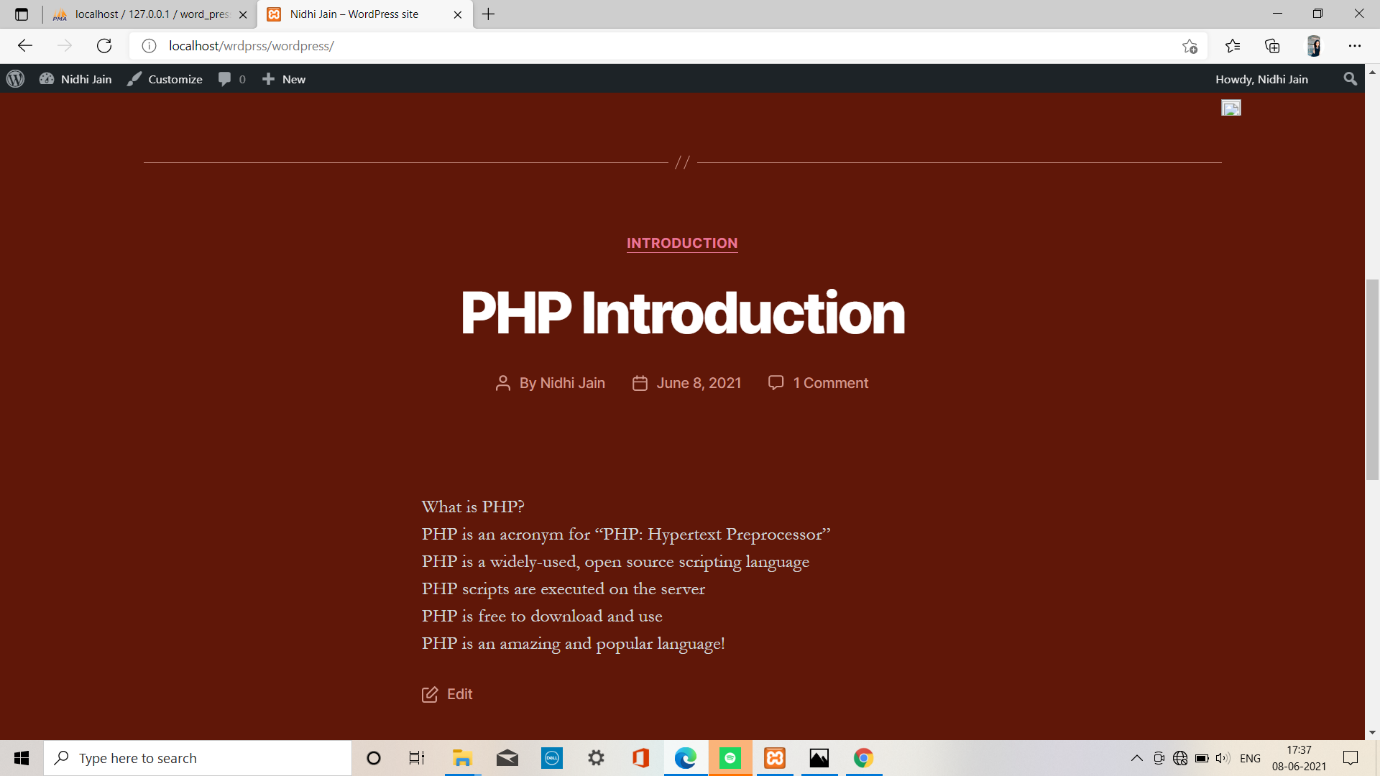 localhost / 127.0.0.1 / word_pres
Nidhi Jain – WordPress site
localhost/wrdprss/wordpress/
Nidhi Jain Customize 0 New Howdy, Nidhi Jain
//
INTRODUCTION
PHP Introduction
By Nidhi Jain June 8, 2021 1 Comment
What is PHP?
PHP is an acronym for “PHP: Hypertext Preprocessor”
PHP is a widely-used, open source scripting language
PHP scripts are executed on the server
PHP is free to download and use
PHP is an amazing and popular language!
Edit
Type here to search
ENG
17:37
08-06-2021